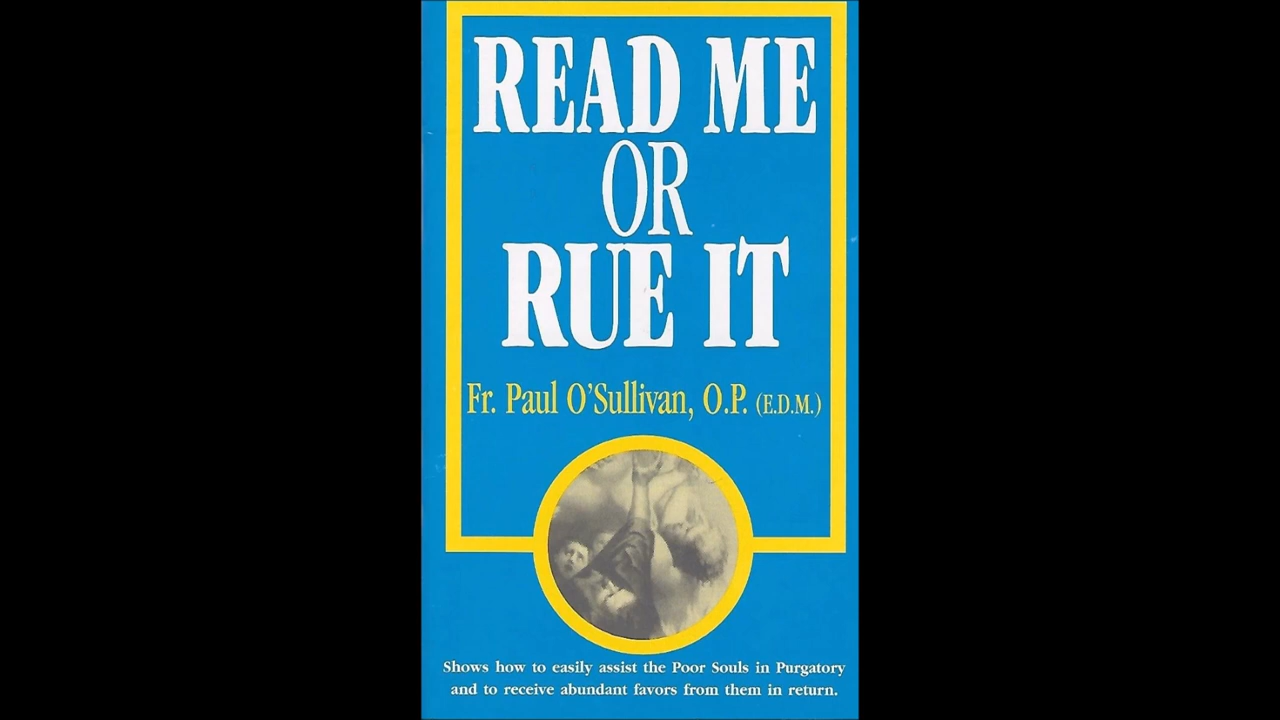 READ ME
OR
RUE IT
Fr. Paul O'Sullivan, O.P. (E.D.M.)
Shows how to easily assist the Poor Souls in Purgatory
and to receive abundant favors from them in return.